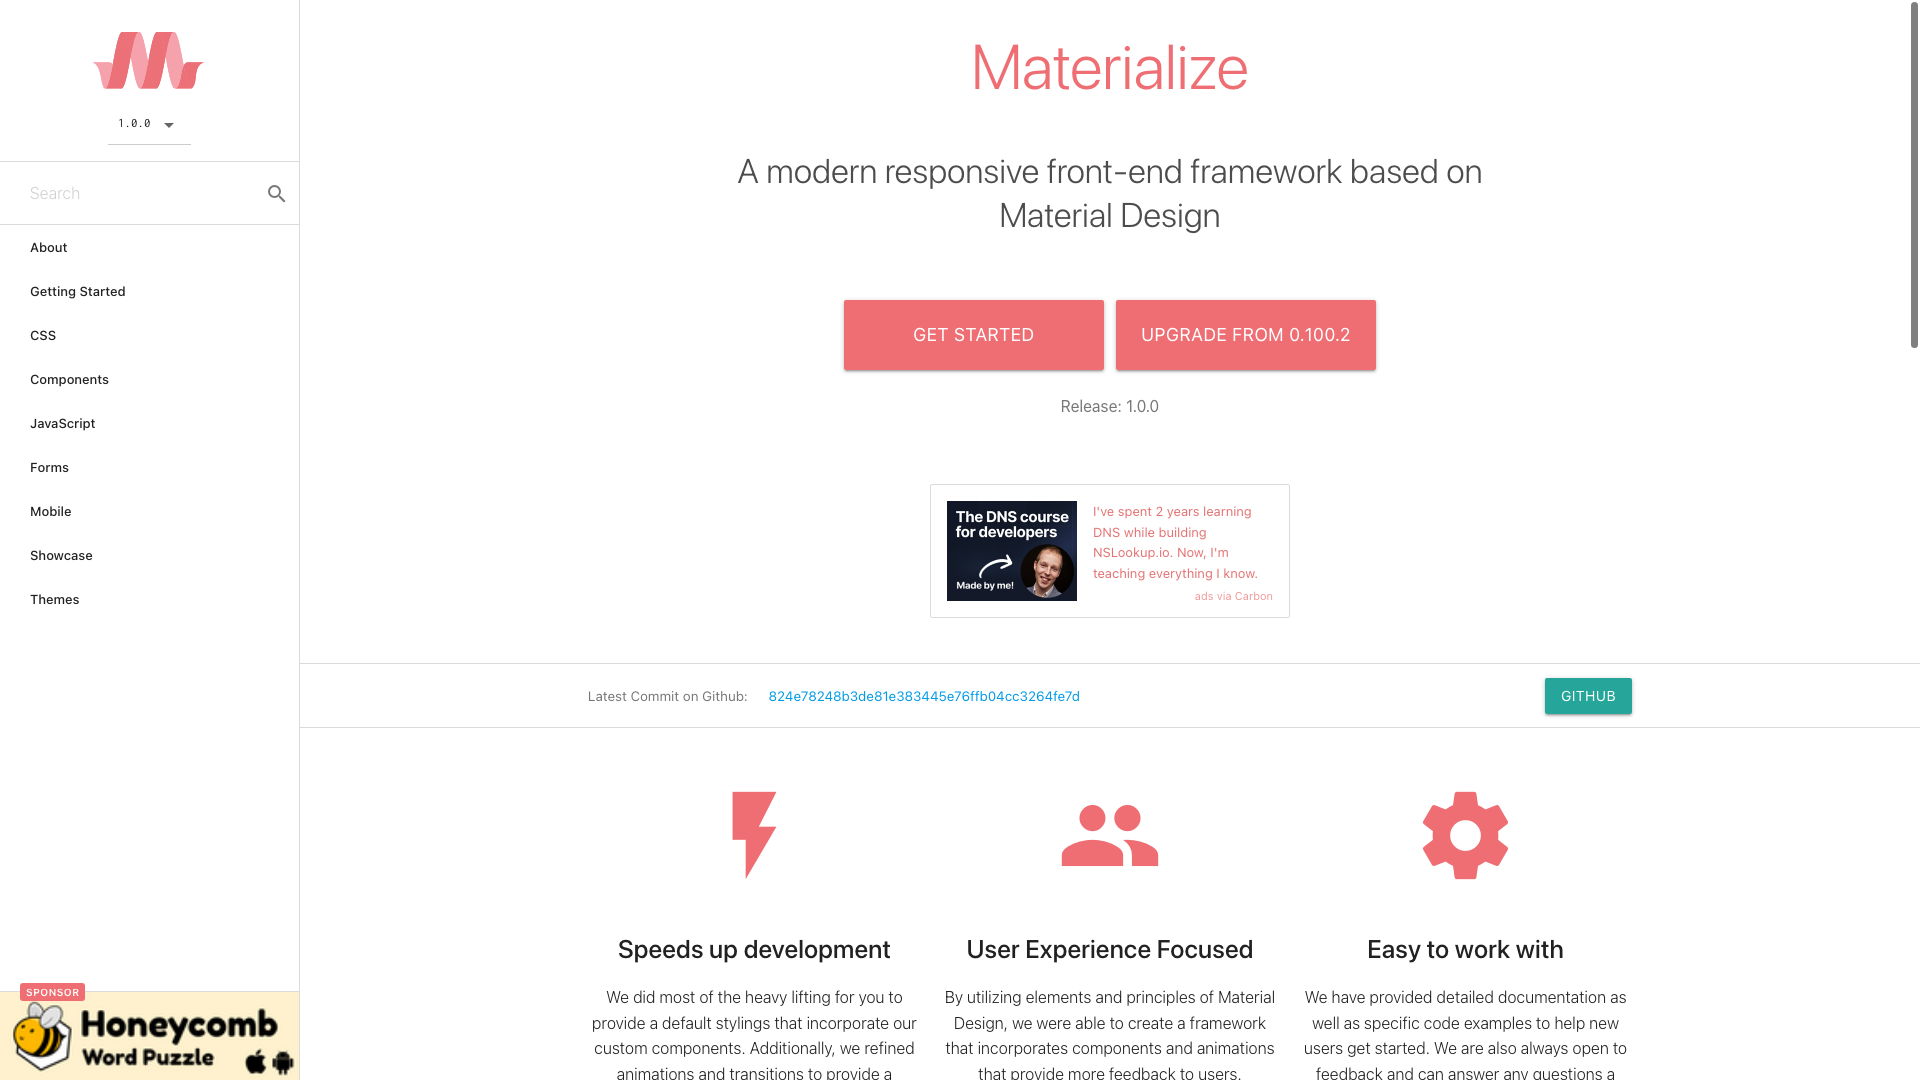 1.0.0
Search
About
Getting Started
CSS
Components
JavaScript
Forms
Mobile
Showcase
Themes
SPONSOR
Honeycomb
Word Puzzle
Materialize
A modern responsive front-end framework based on
Material Design
GET STARTED
UPGRADE FROM 0.100.2
Release: 1.0.0
The DNS course
for developers
Made by me!
I've spent 2 years learning
DNS while building
NSLookup.io. Now, I'm
teaching everything I know.
ads via Carbon
Latest Commit on Github: 824e78248b3de81e383445e76ffb04cc3264fe7d
GITHUB
Speeds up development
We did most of the heavy lifting for you to
provide a default stylings that incorporate our
custom components. Additionally, we refined
animations and transitions to provide a
User Experience Focused
By utilizing elements and principles of Material
Design, we were able to create a framework
that incorporates components and animations
that provide more feedback to users.
Easy to work with
We have provided detailed documentation as
well as specific code examples to help new
users get started. We are also always open to
feedback and can answer any questions a